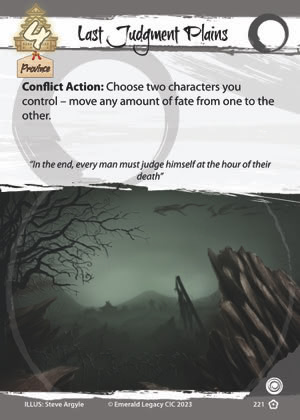 4
Last Judgment Plains
Province
Conflict Action: Choose two characters you
control – move any amount of fate from one to the
other.
"In the end, every man must judge himself at the hour of their
death"
ILLUS: Steve Argyle
© Emerald Legacy CIC 2023
221